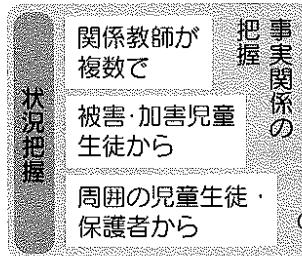 事実関係の
把握
状況把握
関係教師が
複数で
被害・加害児童
生徒から
周囲の児童生徒・
保護者から